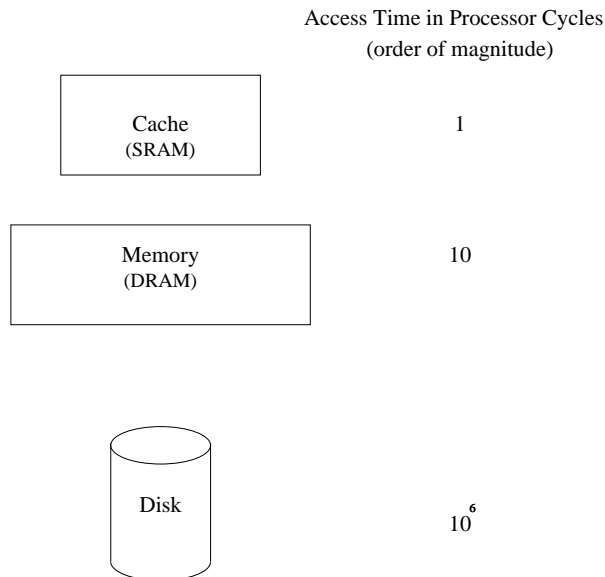 Access Time in Processor Cycles
(order of magnitude)
Cache
(SRAM)
1
Memory
(DRAM)
10
Disk
10⁶